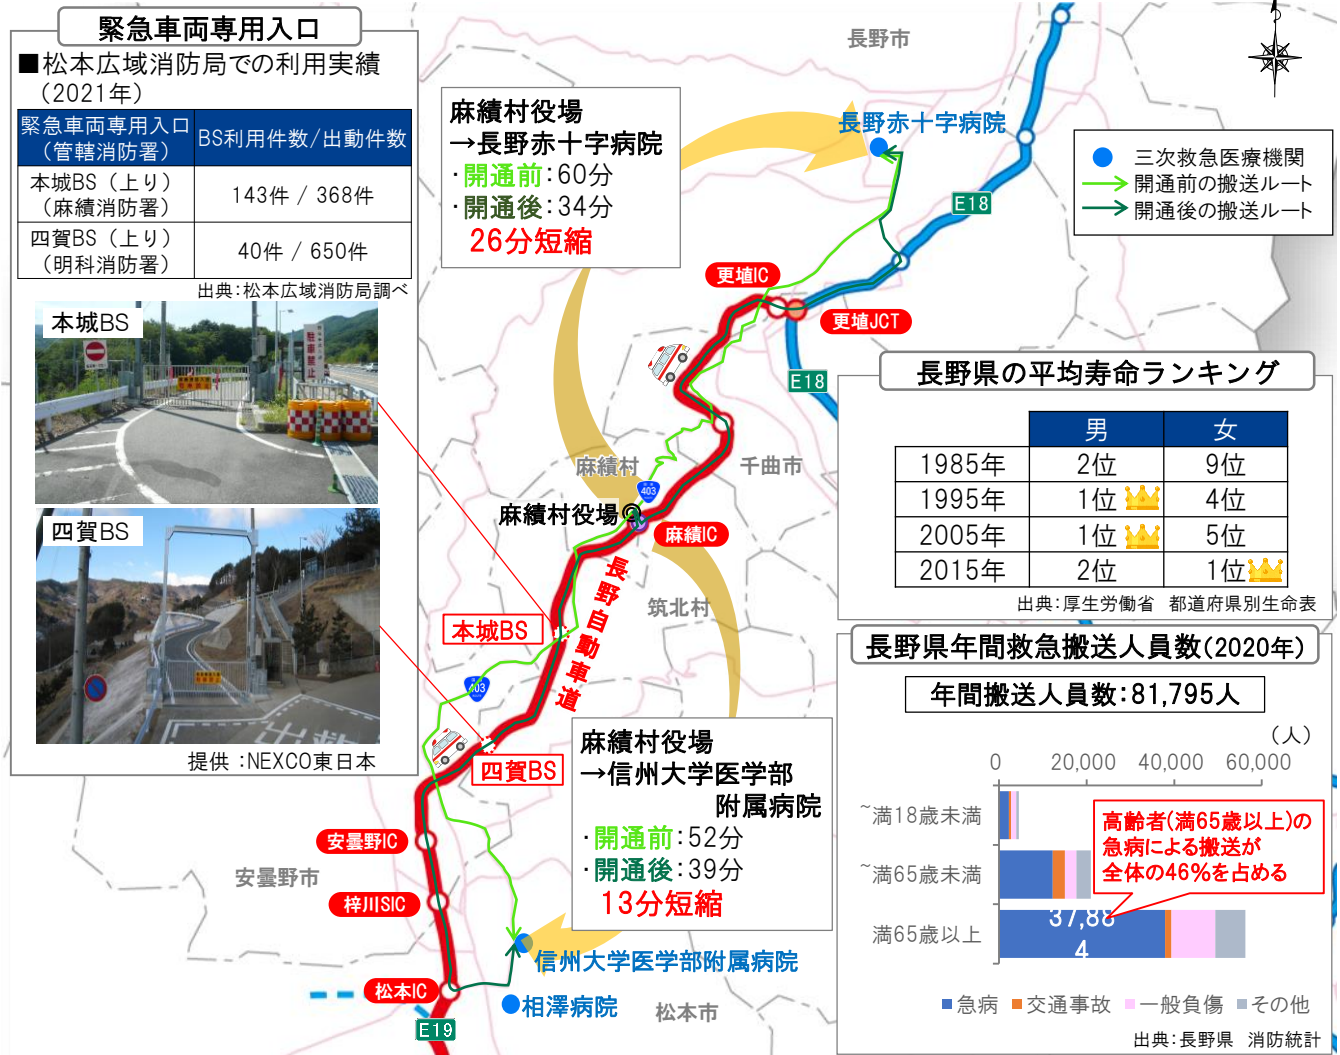 緊急車両専用入口
■松本広域消防局での利用実績
（2021年）
緊急車両専用入口
（管轄消防署）
BS利用件数/出動件数
本城BS（上り）
（麻績消防署）
143件 / 368件
四賀BS（上り）
（明科消防署）
40件 / 650件
出典:松本広域消防局調べ
本城BS
駐車禁止
四賀BS
提供 :NEXCO東日本
麻績村役場
→長野赤十字病院
・開通前:60分
・開通後:34分
26分短縮
長野市
長野赤十字病院
三次救急医療機関
開通前の搬送ルート
開通後の搬送ルート
E18
更埴IC
更埴JCT
E18
麻績村
403
千曲市
麻績村役場
麻績IC
長野自動車道
筑北村
本城BS
403
四賀BS
麻績村役場
→信州大学医学部
附属病院
・開通前:52分
・開通後:39分
13分短縮
安曇野IC
安曇野市
梓川SIC
信州大学医学部附属病院
松本IC
相澤病院
松本市
E19
長野県の平均寿命ランキング
男 女
1985年 2位 9位
1995年 1位 4位
2005年 1位 5位
2015年 2位 1位
出典:厚生労働省 都道府県別生命表
長野県年間救急搬送人員数(2020年)
年間搬送人員数:81,795人
（人）
0 20,000 40,000 60,000
~満18歳未満
~満65歳未満
満65歳以上
高齢者(満65歳以上)の
急病による搬送が
全体の46%を占める
37,88
4
急病 交通事故 一般負傷 その他
出典:長野県 消防統計